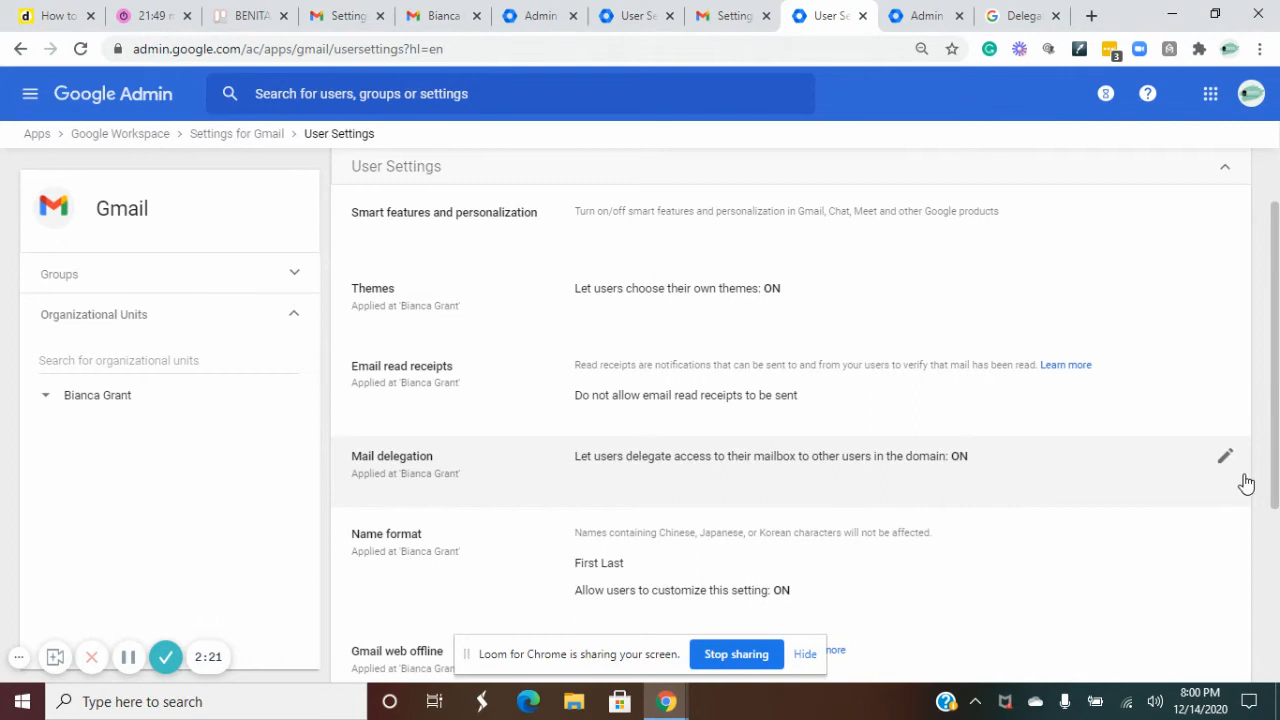 How to
21:49 m
BENITA
Setting
Bianca
Admin
User Se
Setting
User Se
Admin
Delega
admin.google.com/ac/apps/gmail/usersettings?hl=en
3
Google Admin
Search for users, groups or settings
8
?
Apps > Google Workspace > Settings for Gmail > User Settings
Gmail
Groups
Organizational Units
Search for organizational units
Bianca Grant
User Settings
Smart features and personalization
Turn on/off smart features and personalization in Gmail, Chat, Meet and other Google products
Themes
Applied at 'Bianca Grant'
Let users choose their own themes: ON
Email read receipts
Applied at 'Bianca Grant'
Read receipts are notifications that can be sent to and from your users to verify that mail has been read. Learn more
Do not allow email read receipts to be sent
Mail delegation
Applied at 'Bianca Grant'
Let users delegate access to their mailbox to other users in the domain: ON
Name format
Applied at 'Bianca Grant'
Names containing Chinese, Japanese, or Korean characters will not be affected.
First Last
Allow users to customize this setting: ON
Gmail web offline
Applied at 'Bianca Gran
more
2:21
Loom for Chrome is sharing your screen.
Stop sharing
Hide
Type here to search
8:00 PM
12/14/2020